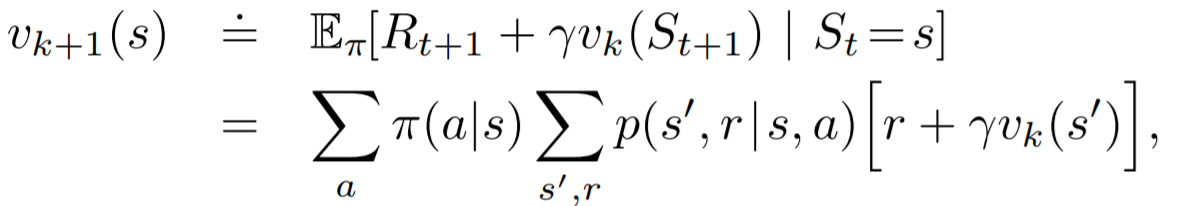 v_{k+1}(s) ≐ 𝔼_π[R_{t+1} + γv_k(S_{t+1}) | S_t = s]
= ∑_a π(a|s) ∑_{s′,r} p(s′, r|s, a)[r + γv_k(s′)],